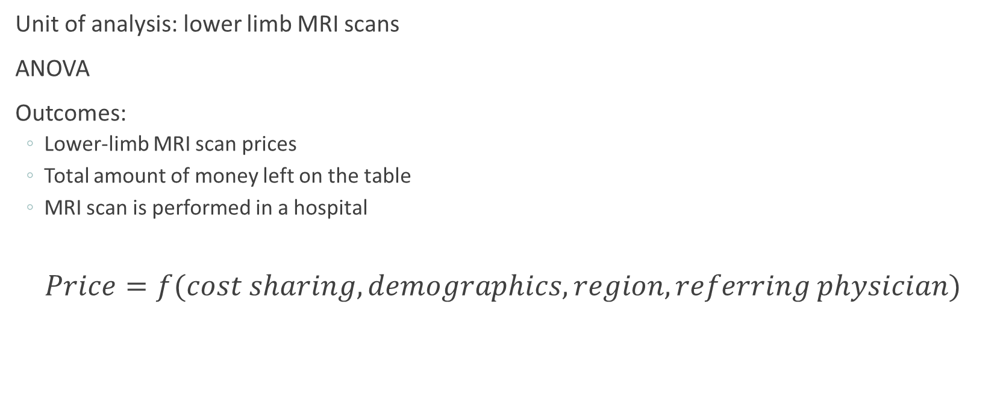 Unit of analysis: lower limb MRI scans
ANOVA
Outcomes:
◦ Lower-limb MRI scan prices
◦ Total amount of money left on the table
◦ MRI scan is performed in a hospital
Price = f(cost sharing, demographics, region, referring physician)